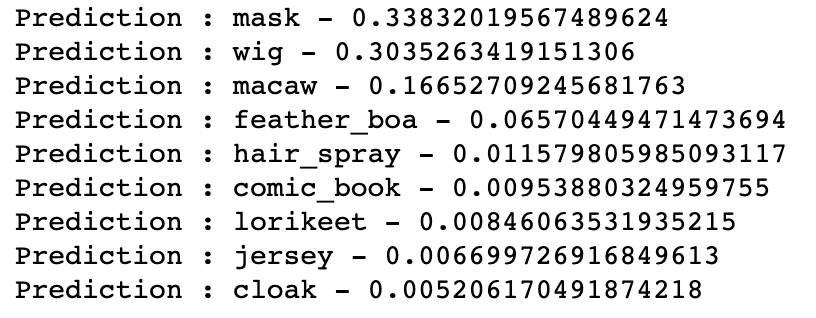 Prediction : mask - 0.33832019567489624
Prediction : wig - 0.3035263419151306
Prediction : macaw - 0.16652709245681763
Prediction : feather_boa - 0.06570449471473694
Prediction : hair_spray - 0.011579805985093117
Prediction : comic_book - 0.00953880324959755
Prediction : lorikeet - 0.00846063531935215
Prediction : jersey - 0.006699726916849613
Prediction : cloak - 0.005206170491874218